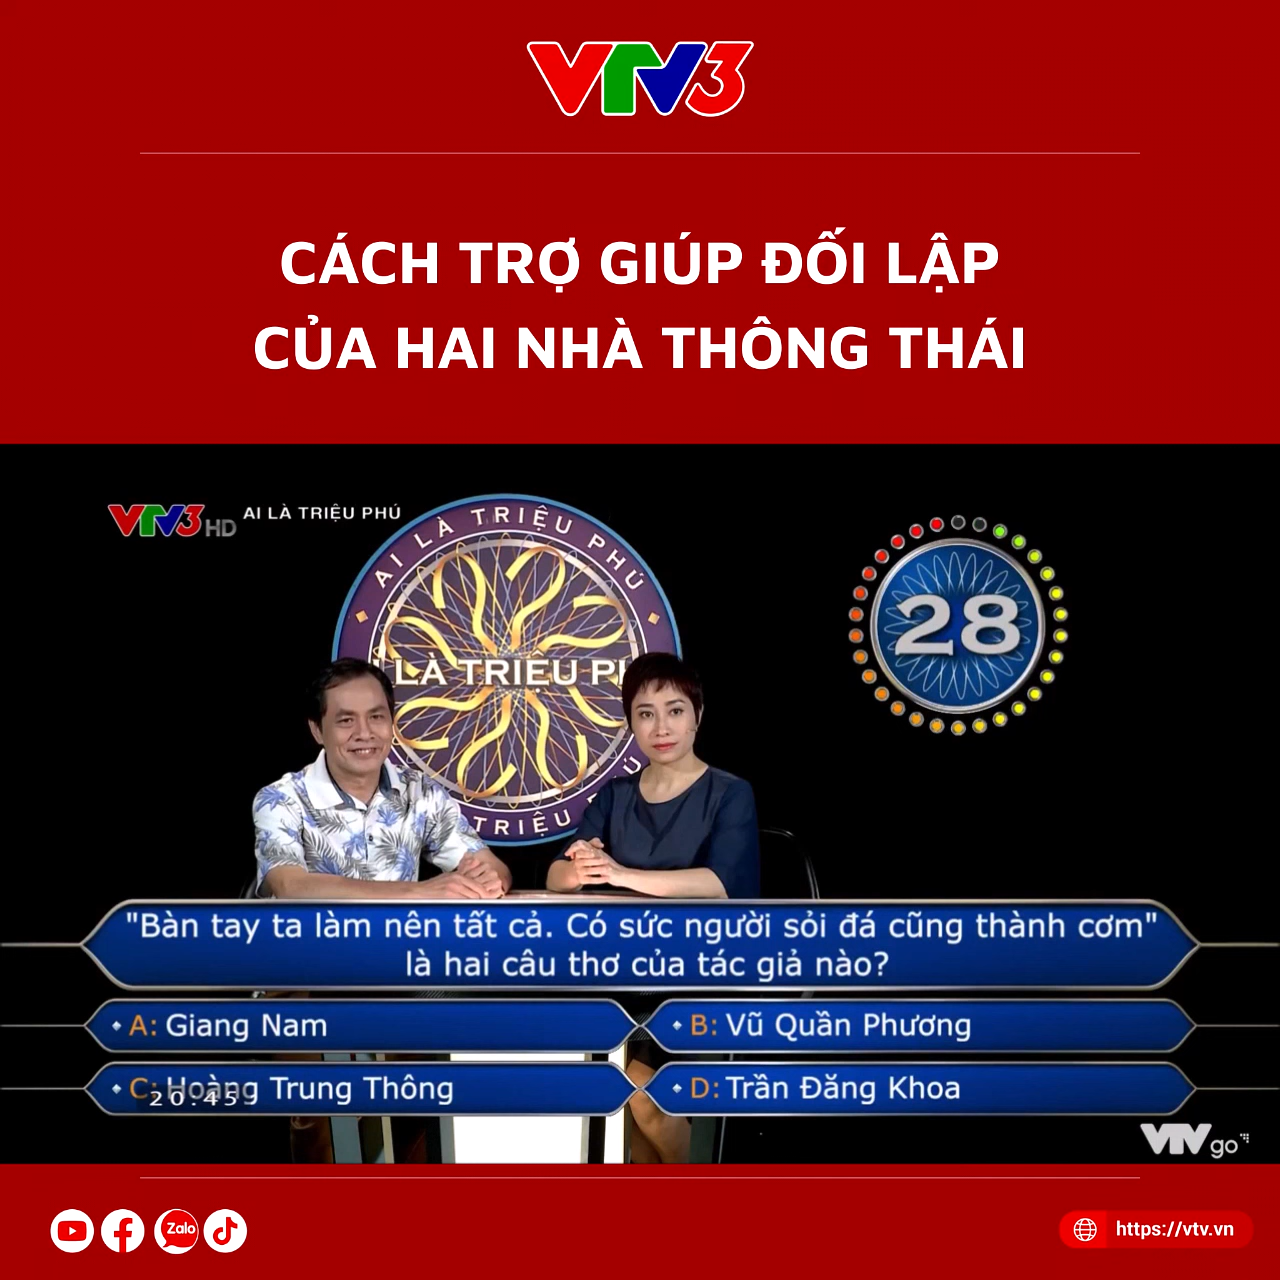 VTV3
CÁCH TRỢ GIÚP ĐỐI LẬP
CỦA HAI NHÀ THÔNG THÁI
VTV3 HD AI LÀ TRIỆU PHÚ
AI LÀ TRIỆU PHÚ
28
LÀ TRIỆU
TRIỆU
"Bàn tay ta làm nên tất cả. Có sức người sỏi đá cũng thành cơm"
là hai câu thơ của tác giả nào?
A: Giang Nam
B: Vũ Quần Phương
C: Hoàng Trung Thông
D: Trần Đăng Khoa
20:45
VTV go
Zalo
https://vtv.vn